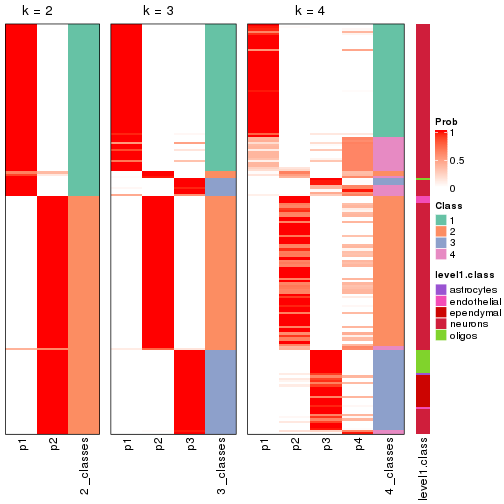 k = 2
k = 3
k = 4
p1
p2
2_classes
p1
p2
p3
3_classes
p1
p2
p3
p4
4_classes
level1.class
Prob
1
0.5
0
Class
1
2
3
4
level1.class
astrocytes
endothelial
ependymal
neurons
oligos